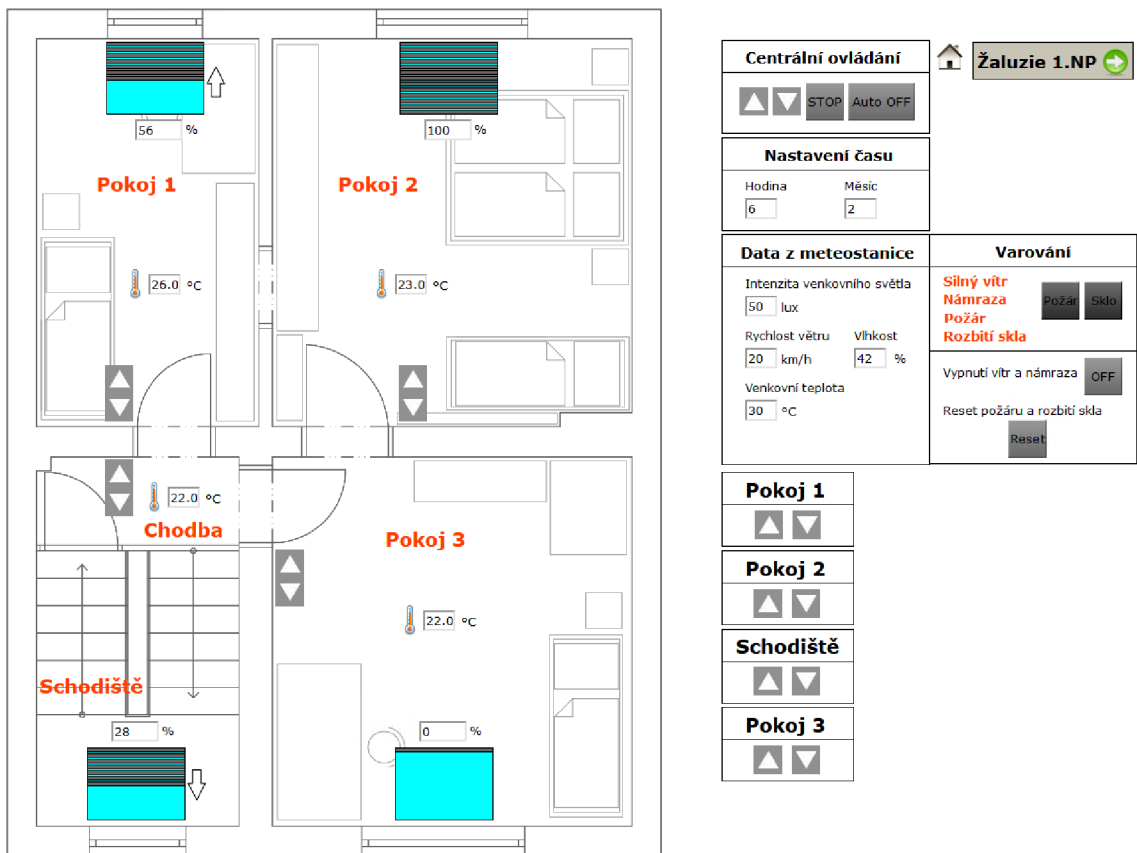 56 %
100 %
Pokoj 1
Pokoj 2
26.0 °C
23.0 °C
22.0 °C
Chodba
Pokoj 3
22.0 °C
Schodiště
28 %
0 %
Centrální ovládání
STOP Auto OFF
Žaluzie 1.NP
Nastavení času
Hodina Měsíc
6 2
Data z meteostanice
Intenzita venkovního světla
50 lux
Rychlost větru Vlhkost
20 km/h 42 %
Venkovní teplota
30 °C
Varování
Silný vítr
Námraza
Požár
Rozbití skla
Požár Sklo
Vypnutí vítr a námraza OFF
Reset požáru a rozbití skla
Reset
Pokoj 1
Pokoj 2
Schodiště
Pokoj 3